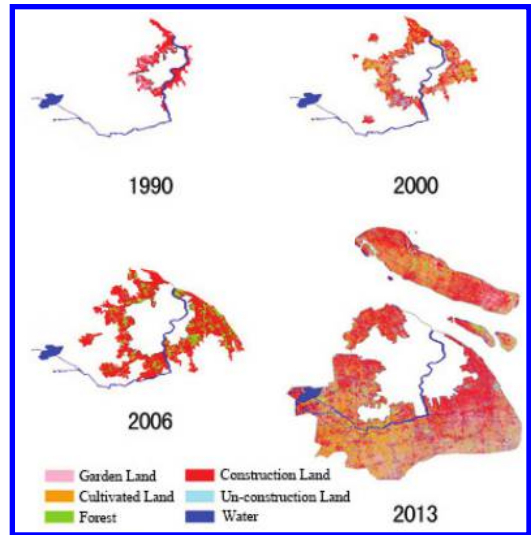 1990
2000
2006
2013
Garden Land
Construction Land
Cultivated Land
Un-construction Land
Forest
Water